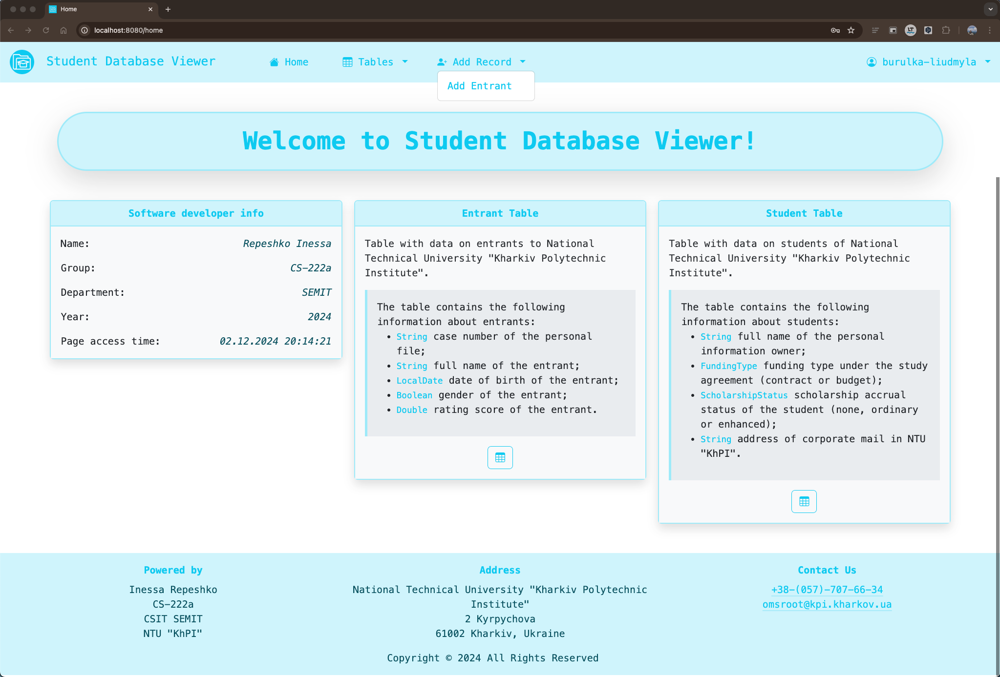 Home
localhost:8080/home
Student Database Viewer
Home
Tables
Add Record
burulka-liudmyla
Add Entrant
Welcome to Student Database Viewer!
Software developer info
Name: Repeshko Inessa
Group: CS-222a
Department: SEMIT
Year: 2024
Page access time: 02.12.2024 20:14:21
Entrant Table
Table with data on entrants to National
Technical University "Kharkiv Polytechnic
Institute".
The table contains the following
information about entrants:
• String case number of the personal
file;
• String full name of the entrant;
• LocalDate date of birth of the entrant;
• Boolean gender of the entrant;
• Double rating score of the entrant.
Student Table
Table with data on students of National
Technical University "Kharkiv Polytechnic
Institute".
The table contains the following
information about students:
• String full name of the personal
information owner;
• FundingType funding type under the study
agreement (contract or budget);
• ScholarshipStatus scholarship accrual
status of the student (none, ordinary
or enhanced);
• String address of corporate mail in NTU
"KhPI".
Powered by
Inessa Repeshko
CS-222a
CSIT SEMIT
NTU "KhPI"
Address
National Technical University "Kharkiv Polytechnic
Institute"
2 Kyrpychova
61002 Kharkiv, Ukraine
Contact Us
+38-(057)-707-66-34
omsroot@kpi.kharkov.ua
Copyright © 2024 All Rights Reserved